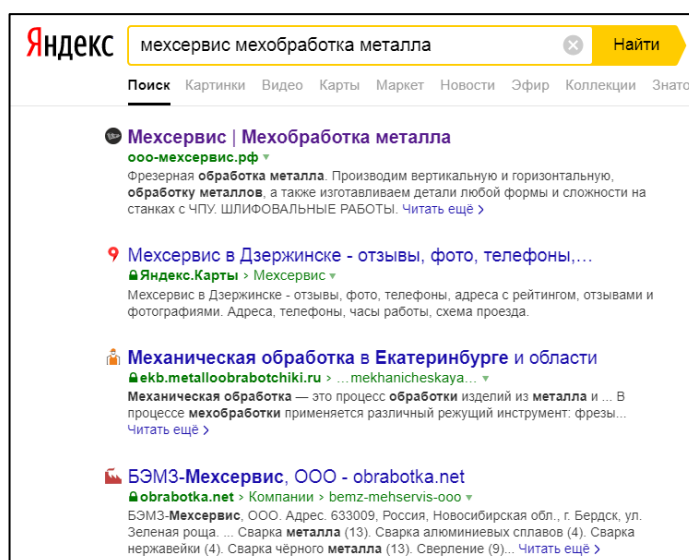 Яндекс
мехсервис мехобработка металла
Найти
Поиск Картинки Видео Карты Маркет Новости Эфир Коллекции Знато
Мехсервис | Мехобработка металла
ооо-мехсервис.рф
Фрезерная обработка металла. Производим вертикальную и горизонтальную,
обработку металлов, а также изготавливаем детали любой формы и сложности на
станках с ЧПУ. ШЛИФОВАЛЬНЫЕ РАБОТЫ. Читать ещё >
Мехсервис в Дзержинске - отзывы, фото, телефоны,...
Яндекс.Карты > Мехсервис
Мехсервис в Дзержинске - отзывы, фото, телефоны, адреса с рейтингом, отзывами и
фотографиями. Адреса, телефоны, часы работы, схема проезда.
Механическая обработка в Екатеринбурге и области
ekb.metalloobrabotchiki.ru > ...mekhanicheskaya...
Механическая обработка — это процесс обработки изделий из металла и ... В
процессе мехобработки применяется различный режущий инструмент: фрезы...
Читать ещё >
БЭМЗ-Мехсервис, ООО - obrabotka.net
obrabotka.net > Компании > bemz-mehservis-ooo
БЭМЗ-Мехсервис, ООО. Адрес. 633009, Россия, Новосибирская обл., г. Бердск, ул.
Зеленая роща. ... Сварка металла (13). Сварка алюминиевых сплавов (4). Сварка
нержавейки (4). Сварка чёрного металла (13). Сверление (9)... Читать ещё >